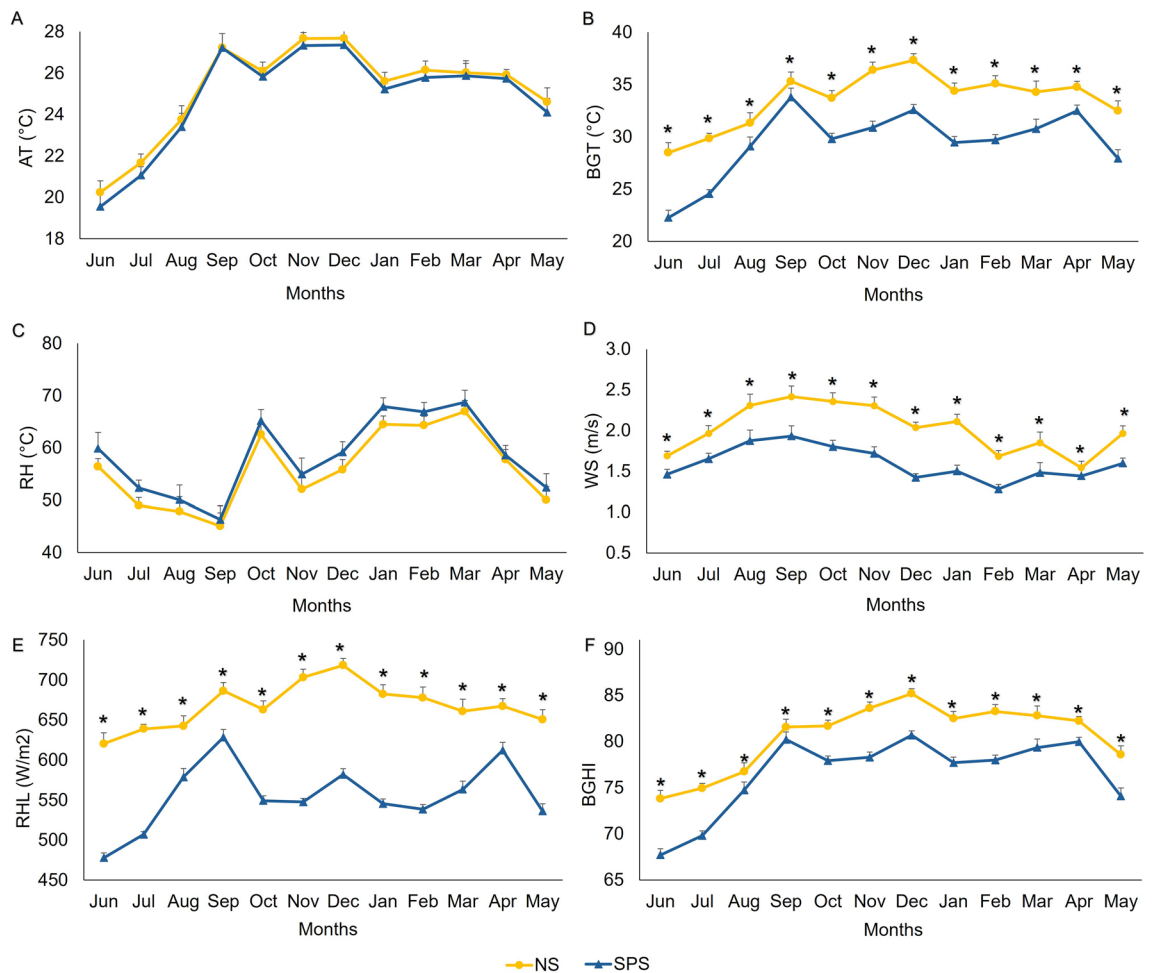 A
AT (°C)
28
26
24
22
20
18
Jun Jul Aug Sep Oct Nov Dec Jan Feb Mar Apr May
Months
B
BGT (°C)
40
35
30
25
20
* * * * * * * * * * * *
Jun Jul Aug Sep Oct Nov Dec Jan Feb Mar Apr May
Months
C
RH (°C)
80
70
60
50
40
Jun Jul Aug Sep Oct Nov Dec Jan Feb Mar Apr May
Months
D
WS (m/s)
3.0
2.5
2.0
1.5
1.0
0.5
* * * * * * * * * * * *
Jun Jul Aug Sep Oct Nov Dec Jan Feb Mar Apr May
Months
E
RHL (W/m2)
750
700
650
600
550
500
450
* * * * * * * * * * * *
Jun Jul Aug Sep Oct Nov Dec Jan Feb Mar Apr May
Months
F
BGHI
90
85
80
75
70
65
* * * * * * * * * * * *
Jun Jul Aug Sep Oct Nov Dec Jan Feb Mar Apr May
Months
NS SPS